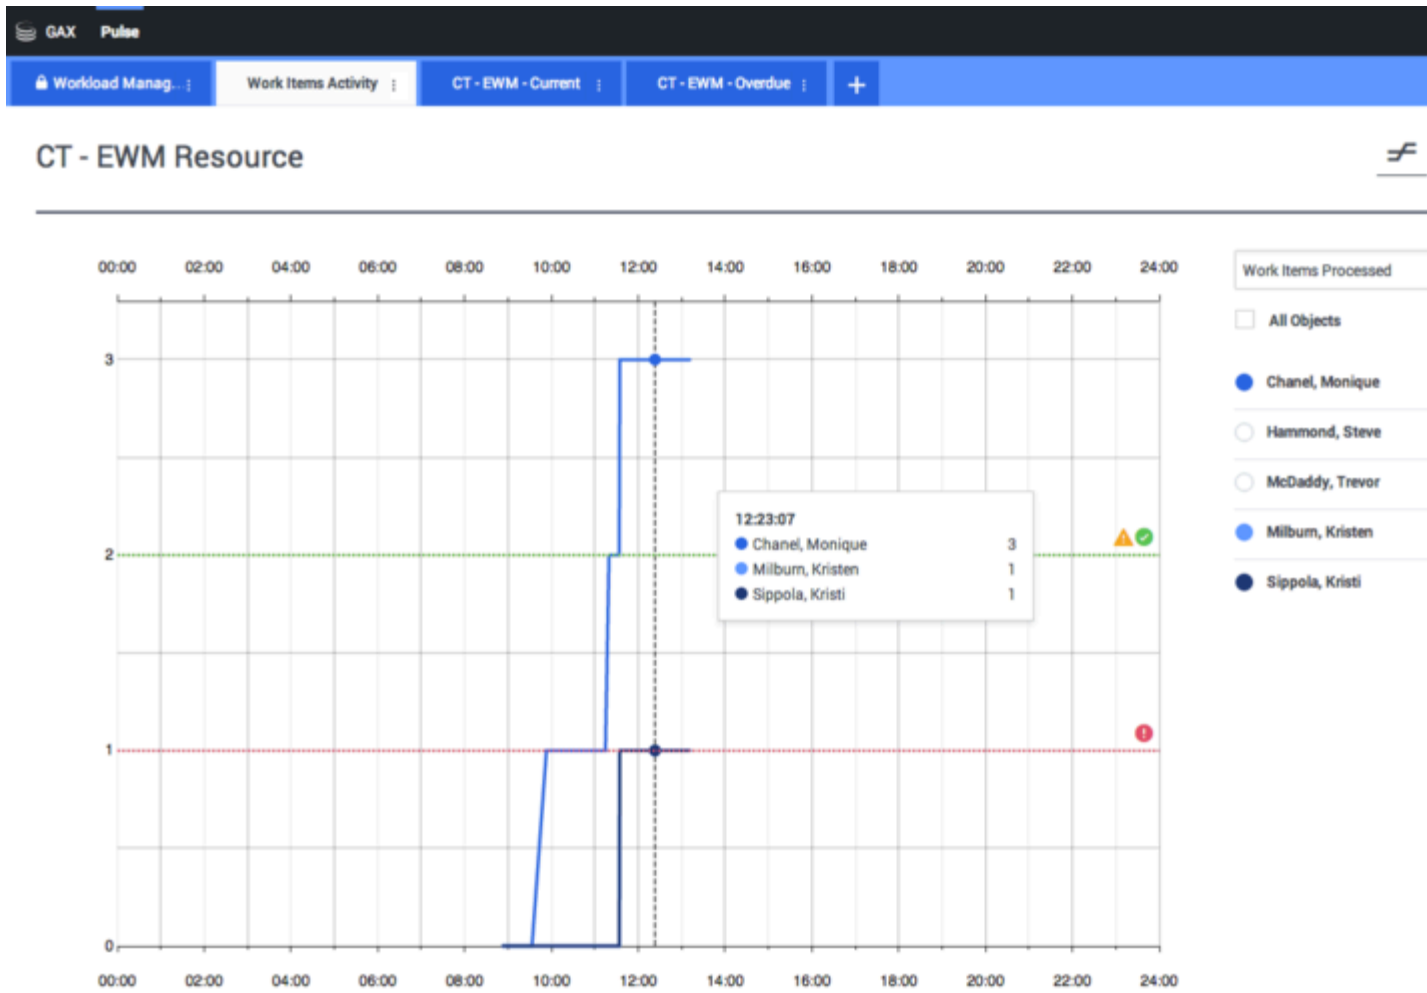 GAX Pulse
Workload Manag... Work Items Activity CT - EWM - Current CT - EWM - Overdue +
CT - EWM Resource
00:00 02:00 04:00 06:00 08:00 10:00 12:00 14:00 16:00 18:00 20:00 22:00 24:00
Work Items Processed
All Objects
3
Chanel, Monique
Hammond, Steve
McDaddy, Trevor
12:23:07
Milburn, Kristen
Chanel, Monique 3
2
Milburn, Kristen 1
Sippola, Kristi
Sippola, Kristi 1
1
0
00:00 02:00 04:00 06:00 08:00 10:00 12:00 14:00 16:00 18:00 20:00 22:00 24:00